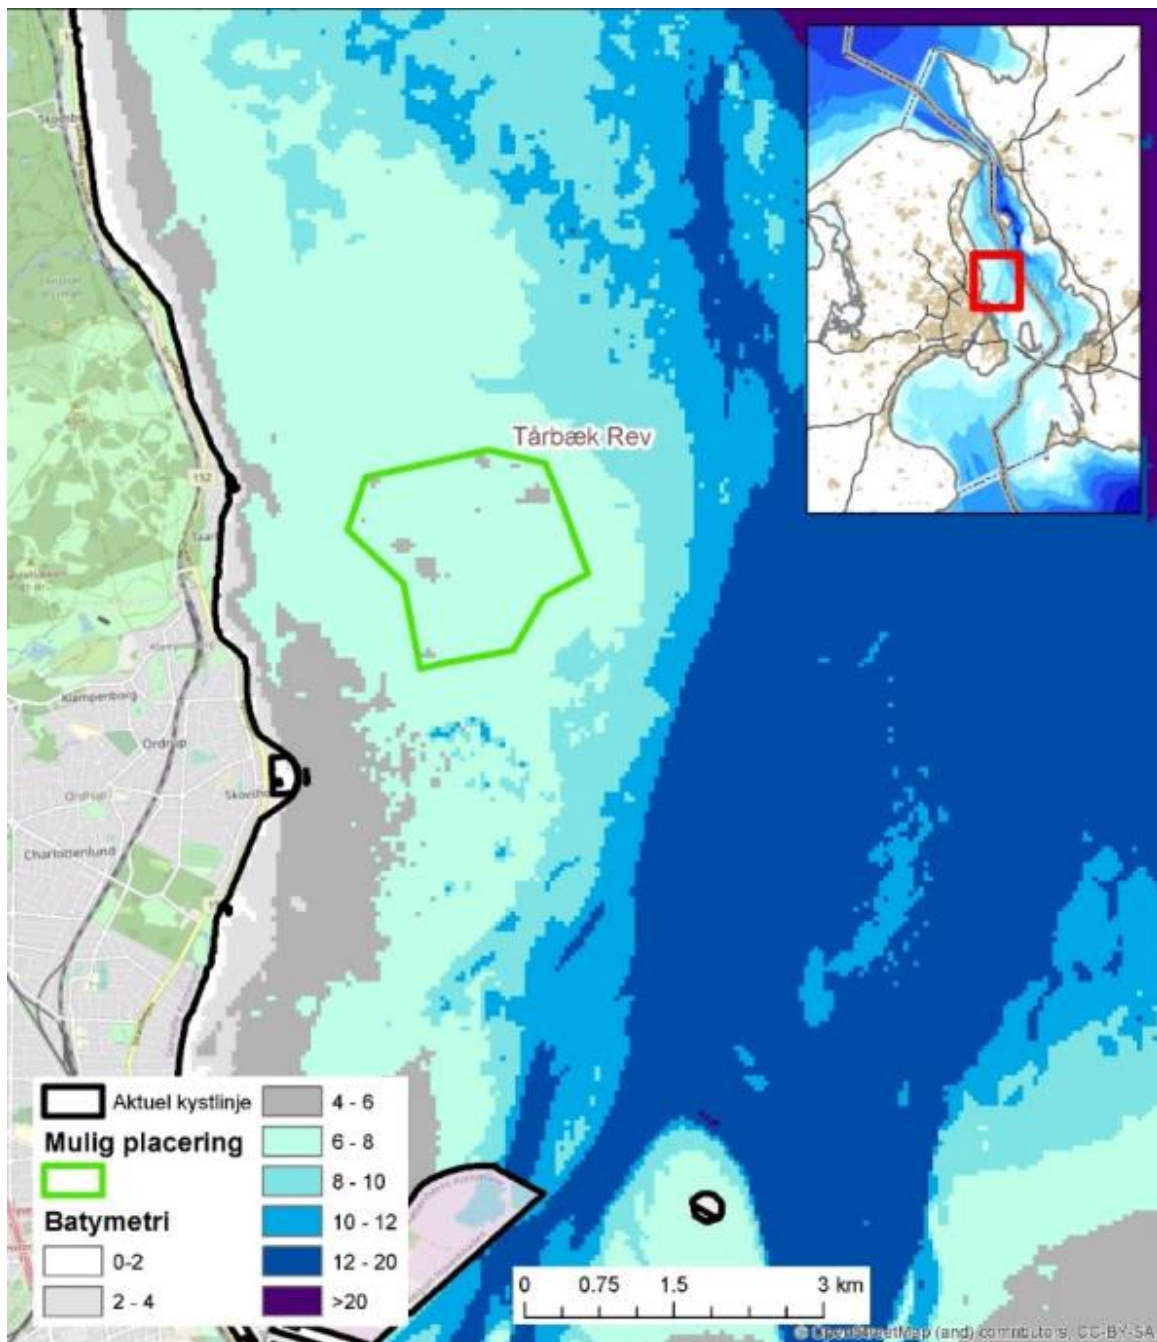 Tårbæk Rev
152
Klampenborg
Ordrup
Ordrup
Charlottenlund
Aktuel kystlinje
Mulig placering
Batymetri
0-2
2 - 4
4 - 6
6 - 8
8 - 10
10 - 12
12 - 20
>20
0 0.75 1.5 3 km
© OpenStreetMap (and) contributors, CC-BY-SA